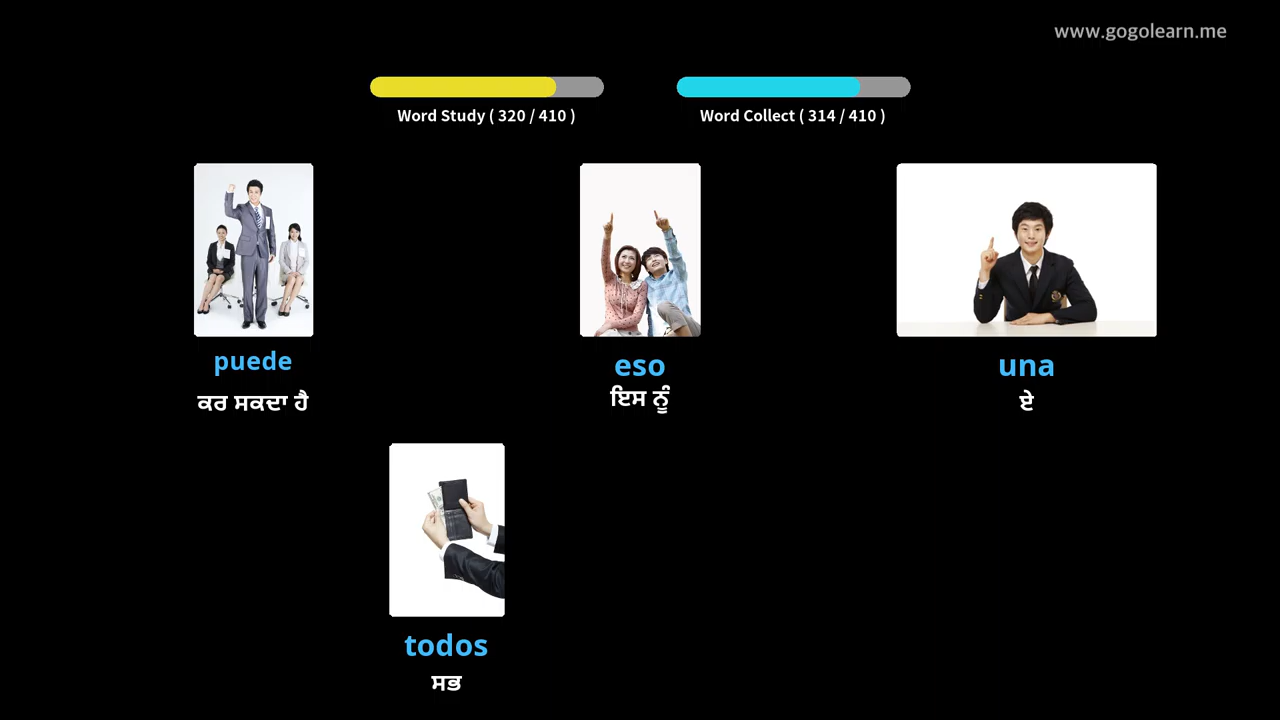 www.gogolearn.me
Word Study ( 320 / 410 )
Word Collect ( 314 / 410 )
puede
ਕਰ ਸਕਦਾ ਹੈ
eso
ਇਸ ਨੂੰ
una
ਏ
todos
ਸਭ